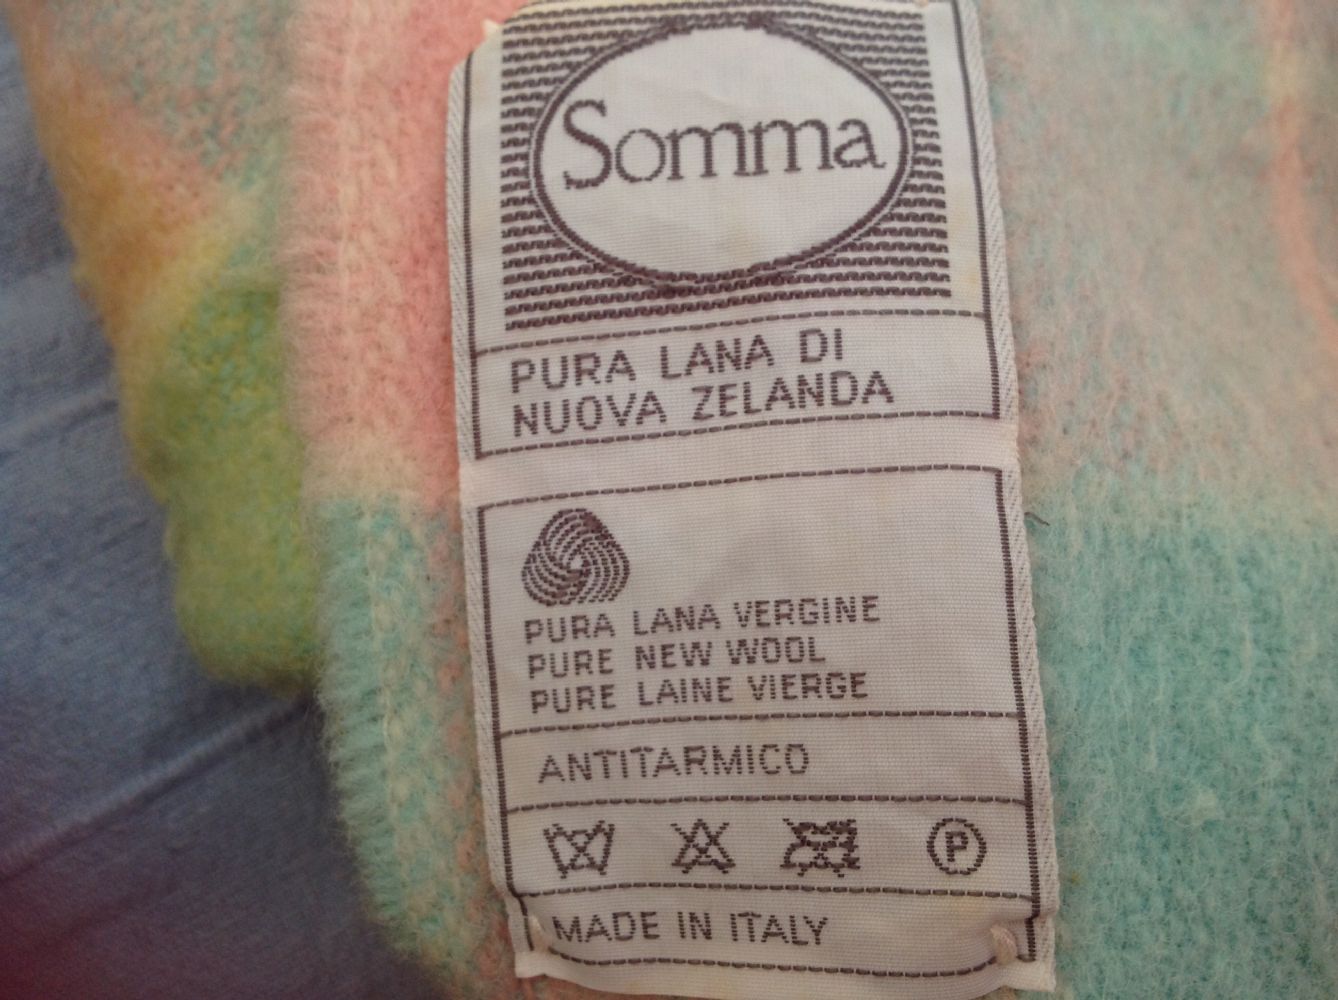 Somma
PURA LANA DI
NUOVA ZELANDA
PURA LANA VERGINE
PURE NEW WOOL
PURE LAINE VIERGE
ANTITARMICO
P
MADE IN ITALY